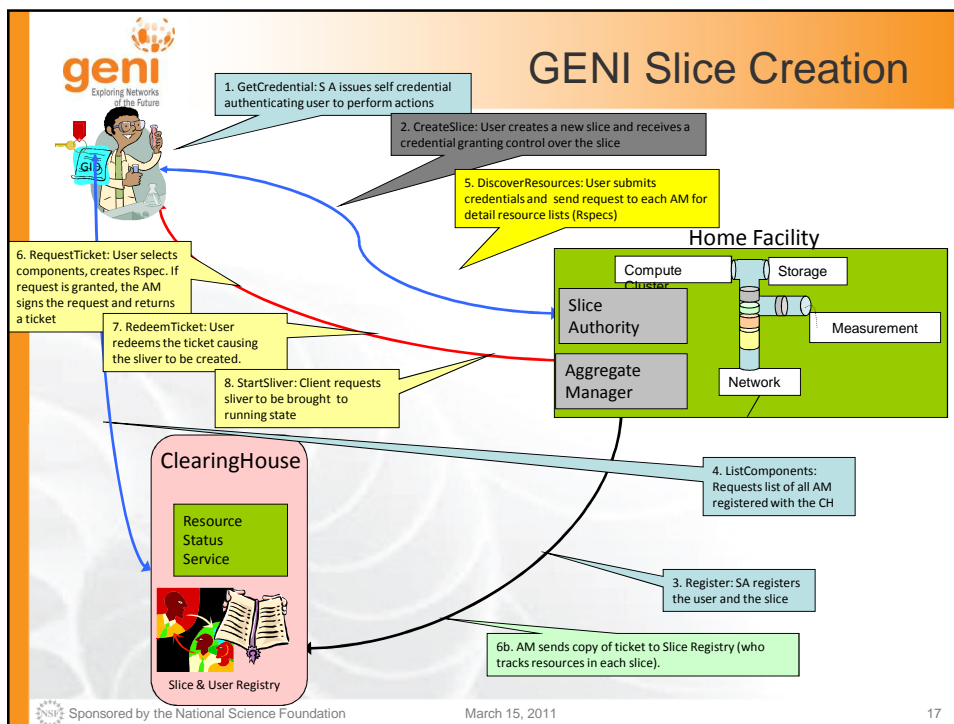 geni
Exploring Networks
of the Future
GENI Slice Creation
1. GetCredential: S A issues self credential
authenticating user to perform actions
2. CreateSlice: User creates a new slice and receives a
credential granting control over the slice
5. DiscoverResources: User submits
credentials and send request to each AM for
detail resource lists (Rspecs)
GID
Home Facility
Compute
Cluster
Storage
Slice
Authority
Measurement
Aggregate
Manager
Network
6. RequestTicket: User selects
components, creates Rspec. If
request is granted, the AM
signs the request and returns
a ticket
7. RedeemTicket: User
redeems the ticket causing
the sliver to be created.
8. StartSliver: Client requests
sliver to be brought to
running state
ClearingHouse
4. ListComponents:
Requests list of all AM
registered with the CH
Resource
Status
Service
3. Register: SA registers
the user and the slice
6b. AM sends copy of ticket to Slice Registry (who
tracks resources in each slice).
Slice & User Registry
NSF
Sponsored by the National Science Foundation
March 15, 2011
17